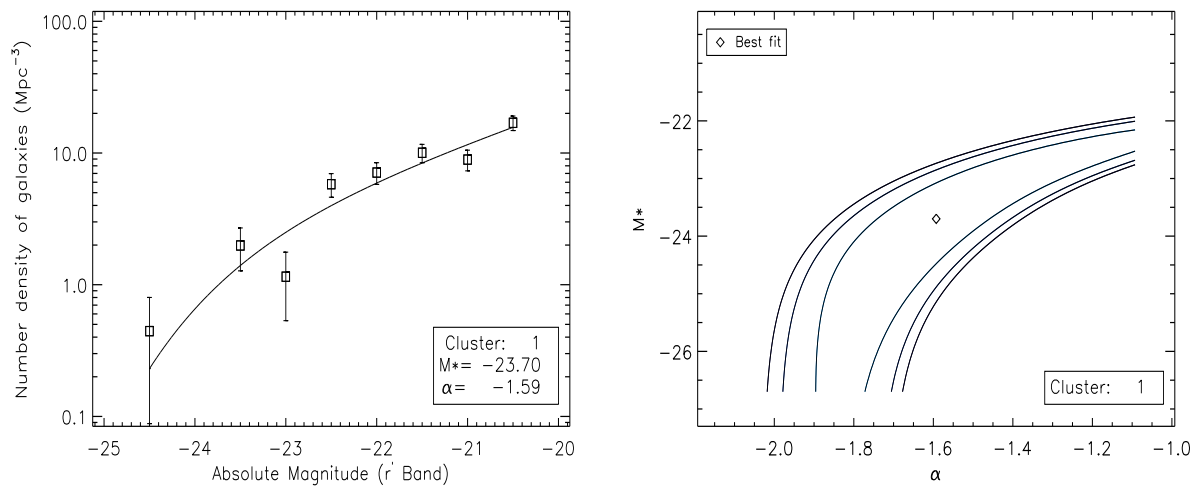 Number density of galaxies (Mpc⁻³)
100.0
10.0
1.0
0.1
−25 −24 −23 −22 −21 −20
Absolute Magnitude (r' Band)
Cluster: 1
M*= −23.70
α= −1.59
Best fit
M*
−22
−24
−26
−2.0 −1.8 −1.6 −1.4 −1.2 −1.0
α
Cluster: 1